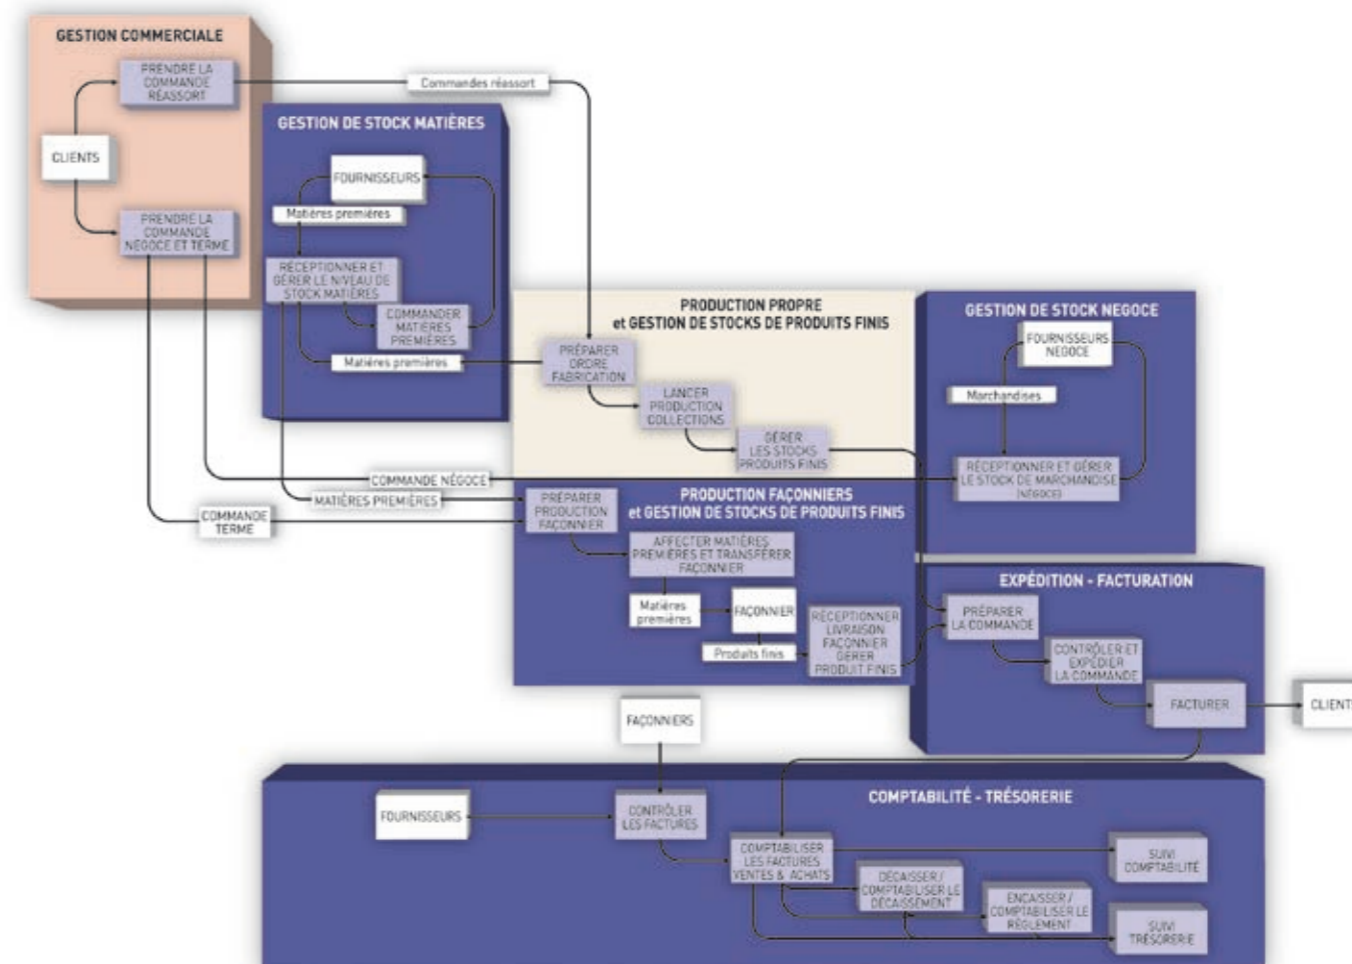 GESTION COMMERCIALE
PRENDRE LA
COMMANDE
RÉASSORT
Commandes réassort
CLIENTS
PRENDRE LA
COMMANDE
NÉGOCE ET TERME
GESTION DE STOCK MATIÈRES
FOURNISSEURS
Matières premières
RÉCEPTIONNER ET
GÉRER LE NIVEAU DE
STOCK MATIÈRES
COMMANDER
MATIÈRES
PREMIÈRES
Matières premières
PRODUCTION PROPRE
et GESTION DE STOCKS DE PRODUITS FINIS
PRÉPARER
ORDRE
FABRICATION
LANCER
PRODUCTION
COLLECTIONS
GÉRER
LES STOCKS
PRODUITS FINIS
GESTION DE STOCK NEGOCE
FOURNISSEURS
NEGOCE
Marchandises
RÉCEPTIONNER ET GÉRER
LE STOCK DE MARCHANDISE
(NÉGOCE)
COMMANDE NÉGOCE
MATIÈRES PREMIÈRES
COMMANDE
TERME
PRODUCTION FAÇONNIERS
et GESTION DE STOCKS DE PRODUITS FINIS
PRÉPARER
PRODUCTION
FAÇONNIER
AFFECTER MATIÈRES
PREMIÈRES ET TRANSFÉRER
FAÇONNIER
Matières
premières
FAÇONNIER
Produits finis
RÉCEPTIONNER
LIVRAISON
FAÇONNIER
GÉRER
PRODUIT FINIS
EXPÉDITION - FACTURATION
PRÉPARER
LA COMMANDE
CONTRÔLER ET
EXPÉDIER
LA COMMANDE
FACTURER
CLIENTS
FAÇONNIERS
COMPTABILITÉ - TRÉSORERIE
FOURNISSEURS
CONTRÔLER
LES FACTURES
COMPTABILISER
LES FACTURES
VENTES & ACHATS
DÉCAISSER /
COMPTABILISER LE
DÉCAISSEMENT
ENCAISSER /
COMPTABILISER LE
RÈGLEMENT
SUIVI
COMPTABILITÉ
SUIVI
TRÉSORERIE